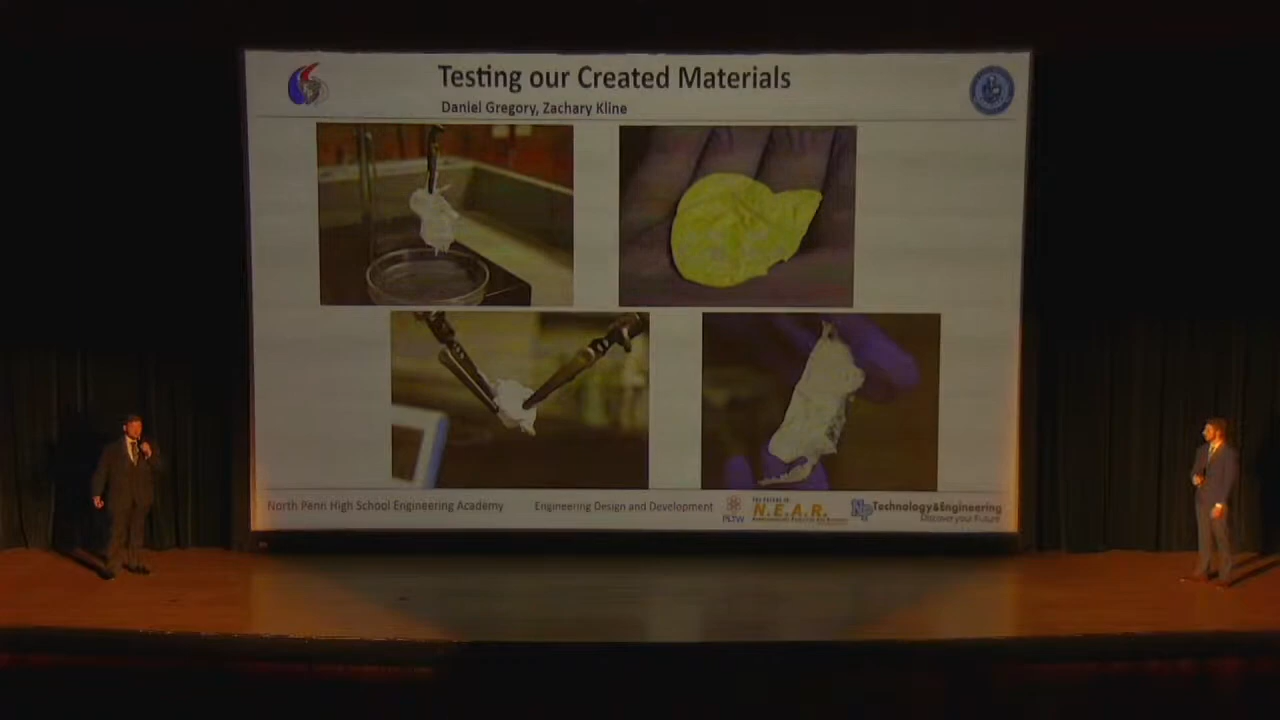 Testing our Created Materials
Daniel Gregory, Zachary Kline
North Penn High School Engineering Academy
Engineering Design and Development
PLTW
N.E.A.R.
Technology&Engineering
Discover your Future